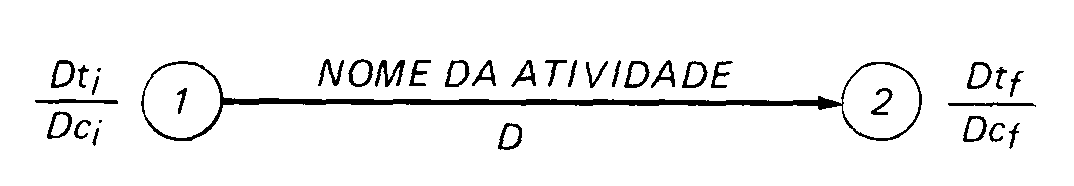 Dti 1 NOME DA ATIVIDADE 2 Dtf
Dci D Dcf